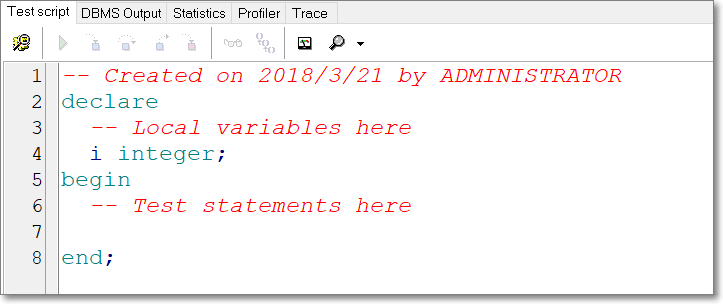 Test script DBMS Output Statistics Profiler Trace
1 -- Created on 2018/3/21 by ADMINISTRATOR
2 declare
3 -- Local variables here
4 i integer;
5 begin
6 -- Test statements here
7
8 end;